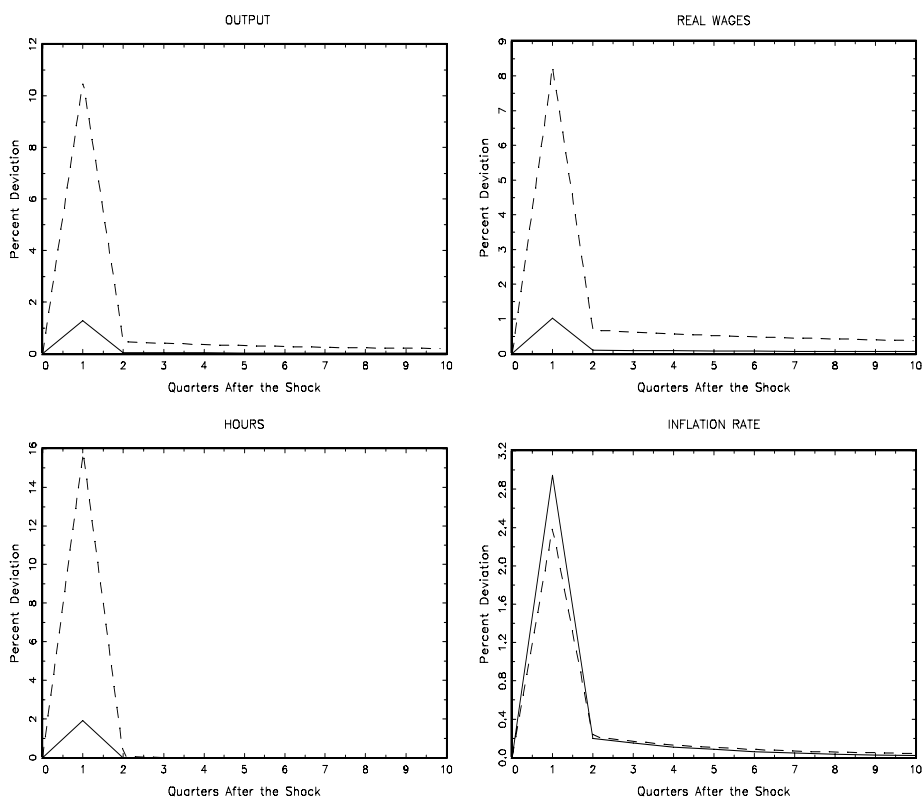 OUTPUT
Percent Deviation
12
10
8
6
4
2
0
0 1 2 3 4 5 6 7 8 9 10
Quarters After the Shock
REAL WAGES
Percent Deviation
9
8
7
6
5
4
3
2
1
0
0 1 2 3 4 5 6 7 8 9 10
Quarters After the Shock
HOURS
Percent Deviation
16
14
12
10
8
6
4
2
0
0 1 2 3 4 5 6 7 8 9 10
Quarters After the Shock
INFLATION RATE
Percent Deviation
3.2
2.8
2.4
2.0
1.6
1.2
0.8
0.4
0.0
0 1 2 3 4 5 6 7 8 9 10
Quarters After the Shock